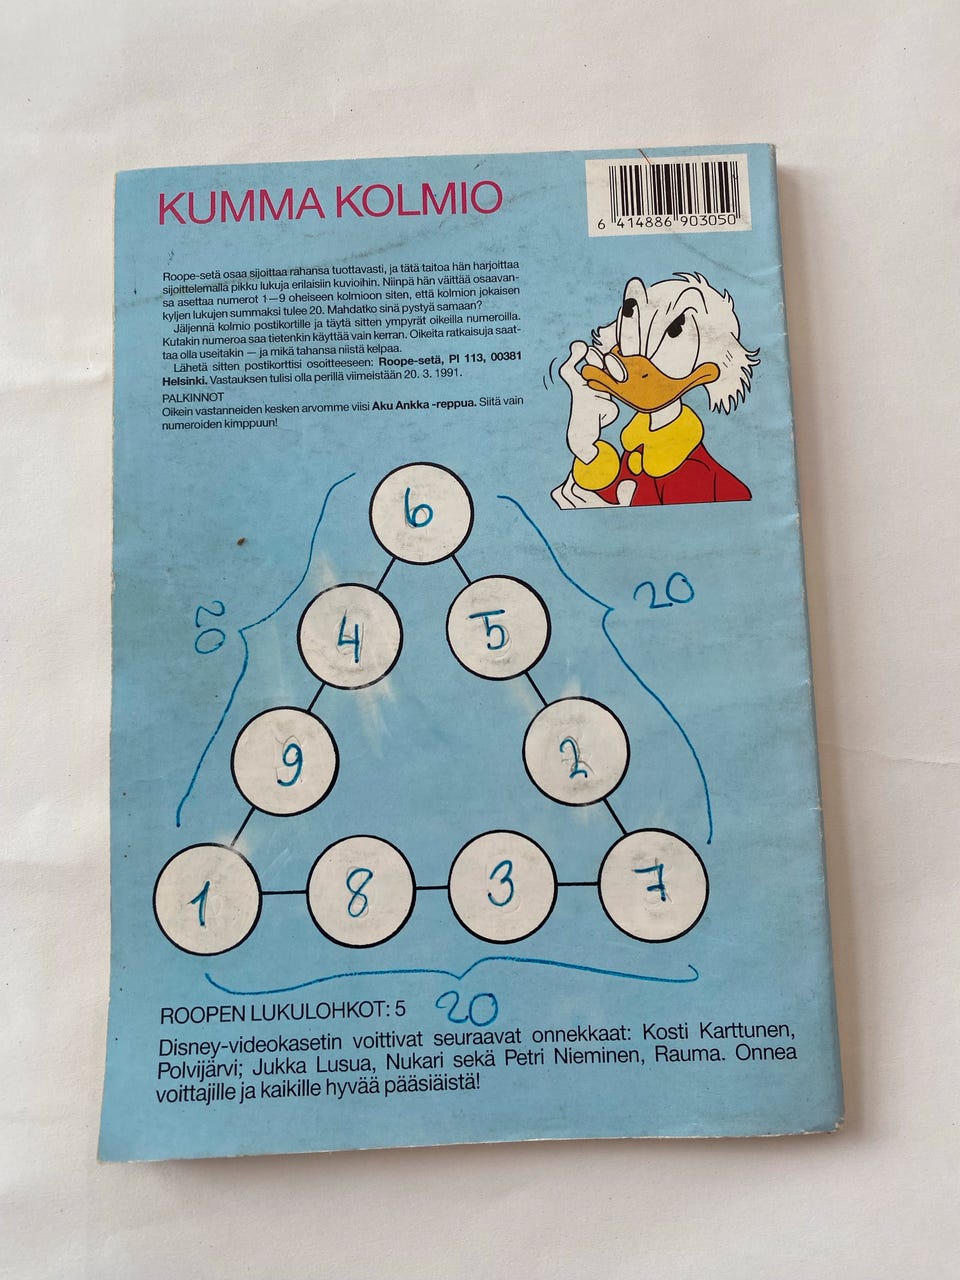 KUMMA KOLMIO
6 414886 903050
Roope-setä osaa sijoittaa rahansa tuottavasti, ja tätä taitoa hän harjoittaa
sijoittelemalla pikku lukuja erilaisiin kuvioihin. Niinpä hän väittää osaavan-
sa asettaa numerot 1—9 oheiseen kolmioon siten, että kolmion jokaisen
kyljen lukujen summaksi tulee 20. Mahdatko sinä pystyä samaan?
Jäljennä kolmio postikortille ja täytä sitten ympyrät oikeilla numeroilla.
Kutakin numeroa saa tietenkin käyttää vain kerran. Oikeita ratkaisuja saat-
taa olla useitakin — ja mikä tahansa niistä kelpaa.
Lähetä sitten postikorttisi osoitteeseen: Roope-setä, Pl 113, 00381
Helsinki. Vastauksen tulisi olla perillä viimeistään 20. 3. 1991.
PALKINNOT
Oikein vastanneiden kesken arvomme viisi Aku Ankka -reppua. Siitä vain
numeroiden kimppuun!
6
20
4 5
20
9 2
1 8 3 7
20
ROOPEN LUKULOHKOT: 5
Disney-videokasetin voittivat seuraavat onnekkaat: Kosti Karttunen,
Polvijärvi; Jukka Lusua, Nukari sekä Petri Nieminen, Rauma. Onnea
voittajille ja kaikille hyvää pääsiäistä!